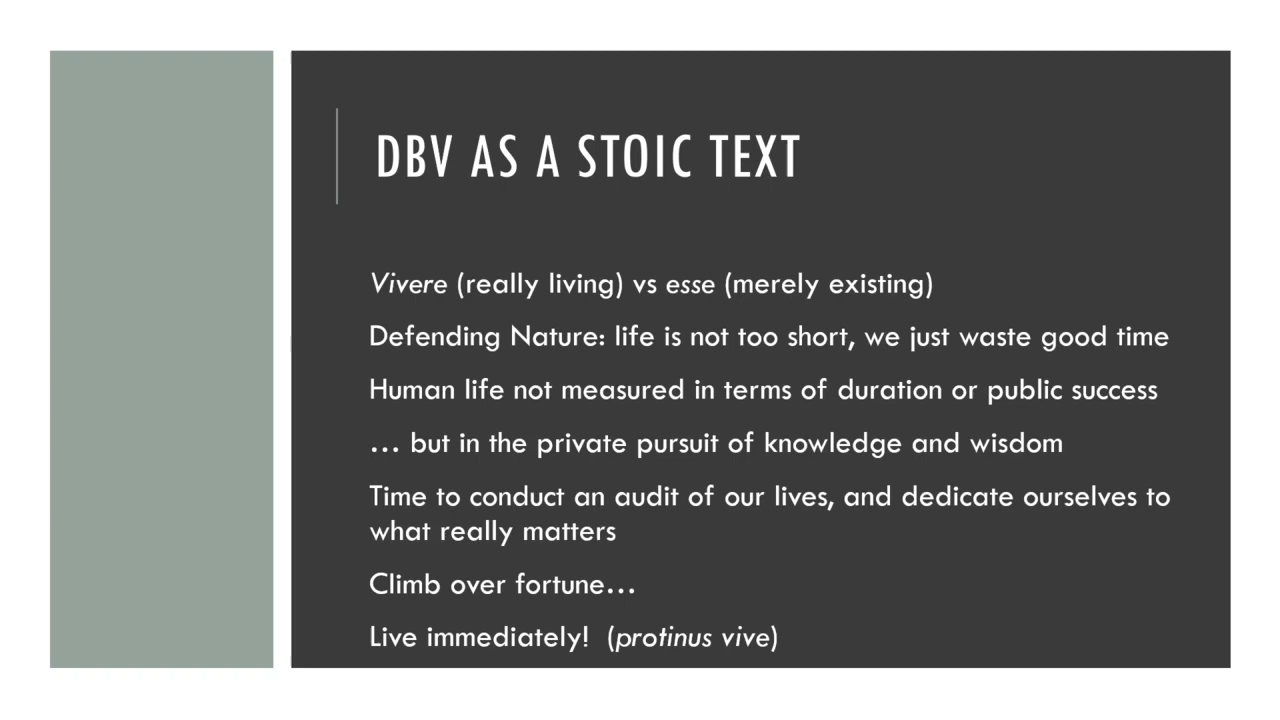 DBV AS A STOIC TEXT
Vivere (really living) vs esse (merely existing)
Defending Nature: life is not too short, we just waste good time
Human life not measured in terms of duration or public success
… but in the private pursuit of knowledge and wisdom
Time to conduct an audit of our lives, and dedicate ourselves to
what really matters
Climb over fortune…
Live immediately!  (protinus vive)